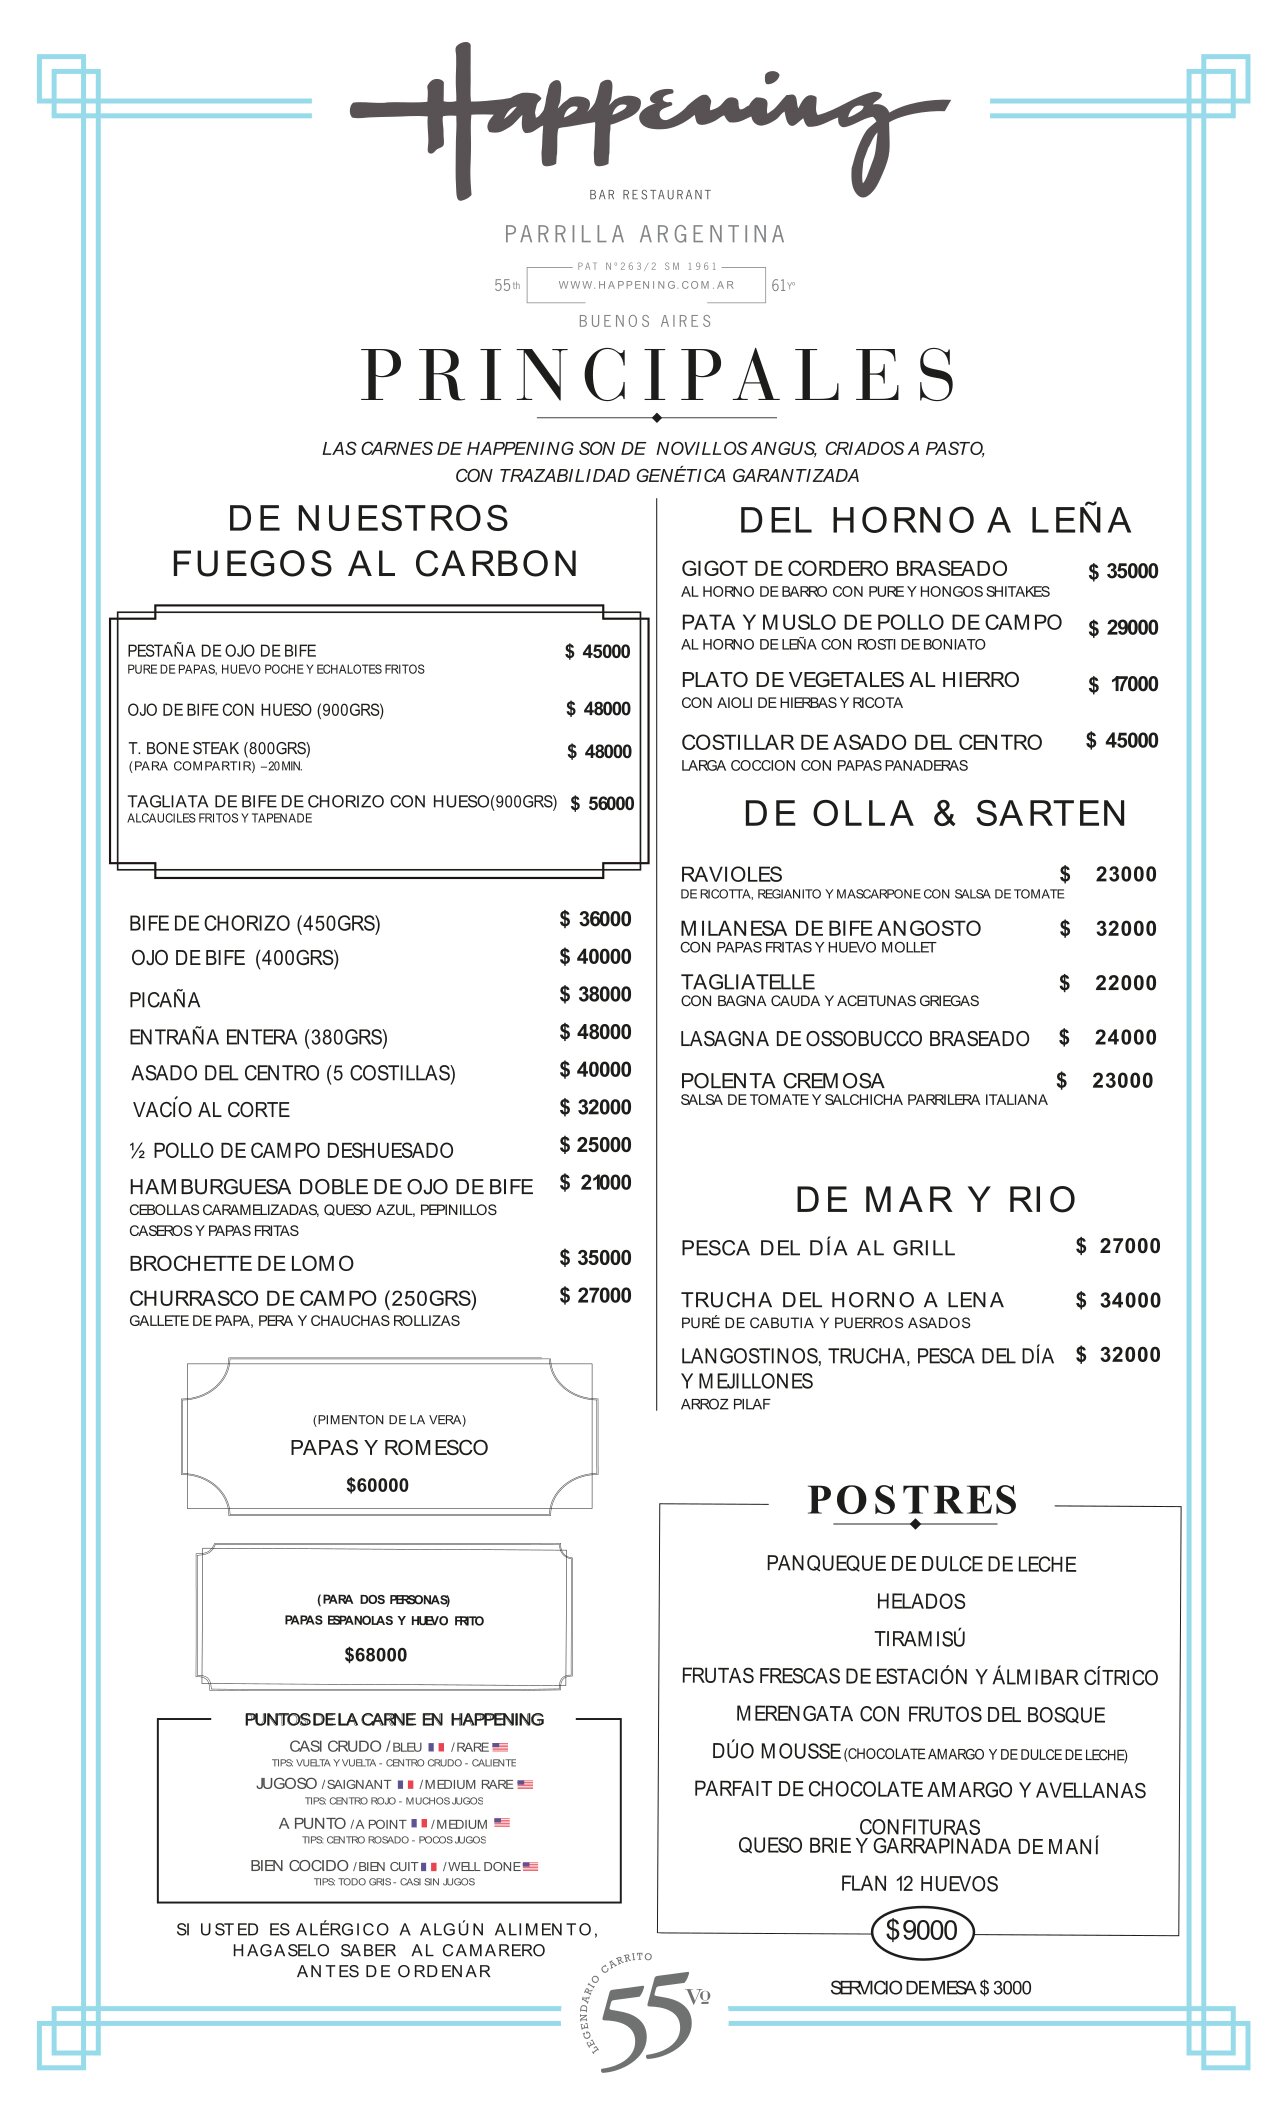 Happening
BAR RESTAURANT
PARRILLA ARGENTINA
PAT Nº263/2 SM 1961
55th WWW.HAPPENING.COM.AR 61Yº
BUENOS AIRES
PRINCIPALES
LAS CARNES DE HAPPENING SON DE NOVILLOS ANGUS, CRIADOS A PASTO,
CON TRAZABILIDAD GENÉTICA GARANTIZADA
DE NUESTROS
FUEGOS AL CARBON
PESTAÑA DE OJO DE BIFE $ 45000
PURE DE PAPAS, HUEVO POCHE Y ECHALOTES FRITOS
OJO DE BIFE CON HUESO (900GRS) $ 48000
T. BONE STEAK (800GRS) $ 48000
(PARA COMPARTIR) –20MIN.
TAGLIATA DE BIFE DE CHORIZO CON HUESO(900GRS) $ 56000
ALCAUCILES FRITOS Y TAPENADE
BIFE DE CHORIZO (450GRS) $ 36000
OJO DE BIFE (400GRS) $ 40000
PICAÑA $ 38000
ENTRAÑA ENTERA (380GRS) $ 48000
ASADO DEL CENTRO (5 COSTILLAS) $ 40000
VACÍO AL CORTE $ 32000
½ POLLO DE CAMPO DESHUESADO $ 25000
HAMBURGUESA DOBLE DE OJO DE BIFE $ 21000
CEBOLLAS CARAMELIZADAS, QUESO AZUL, PEPINILLOS
CASEROS Y PAPAS FRITAS
BROCHETTE DE LOMO $ 35000
CHURRASCO DE CAMPO (250GRS) $ 27000
GALLETE DE PAPA, PERA Y CHAUCHAS ROLLIZAS
(PIMENTON DE LA VERA)
PAPAS Y ROMESCO
$60000
(PARA DOS PERSONAS)
PAPAS ESPANOLAS Y HUEVO FRITO
$68000
PUNTOS DE LA CARNE EN HAPPENING
CASI CRUDO / BLEU / RARE
TIPS: VUELTA Y VUELTA - CENTRO CRUDO - CALIENTE
JUGOSO / SAIGNANT / MEDIUM RARE
TIPS: CENTRO ROJO - MUCHOS JUGOS
A PUNTO / A POINT / MEDIUM
TIPS: CENTRO ROSADO - POCOS JUGOS
BIEN COCIDO / BIEN CUIT / WELL DONE
TIPS: TODO GRIS - CASI SIN JUGOS
SI USTED ES ALÉRGICO A ALGÚN ALIMENTO,
HAGASELO SABER AL CAMARERO
ANTES DE ORDENAR
DEL HORNO A LEÑA
GIGOT DE CORDERO BRASEADO $ 35000
AL HORNO DE BARRO CON PURE Y HONGOS SHITAKES
PATA Y MUSLO DE POLLO DE CAMPO $ 29000
AL HORNO DE LEÑA CON ROSTI DE BONIATO
PLATO DE VEGETALES AL HIERRO $ 17000
CON AIOLI DE HIERBAS Y RICOTA
COSTILLAR DE ASADO DEL CENTRO $ 45000
LARGA COCCION CON PAPAS PANADERAS
DE OLLA & SARTEN
RAVIOLES $ 23000
DE RICOTTA, REGIANITO Y MASCARPONE CON SALSA DE TOMATE
MILANESA DE BIFE ANGOSTO $ 32000
CON PAPAS FRITAS Y HUEVO MOLLET
TAGLIATELLE $ 22000
CON BAGNA CAUDA Y ACEITUNAS GRIEGAS
LASAGNA DE OSSOBUCCO BRASEADO $ 24000
POLENTA CREMOSA $ 23000
SALSA DE TOMATE Y SALCHICHA PARRILERA ITALIANA
DE MAR Y RIO
PESCA DEL DÍA AL GRILL $ 27000
TRUCHA DEL HORNO A LENA $ 34000
PURÉ DE CABUTIA Y PUERROS ASADOS
LANGOSTINOS, TRUCHA, PESCA DEL DÍA $ 32000
Y MEJILLONES
ARROZ PILAF
POSTRES
PANQUEQUE DE DULCE DE LECHE
HELADOS
TIRAMISÚ
FRUTAS FRESCAS DE ESTACIÓN Y ÁLMIBAR CÍTRICO
MERENGATA CON FRUTOS DEL BOSQUE
DÚO MOUSSE (CHOCOLATE AMARGO Y DE DULCE DE LECHE)
PARFAIT DE CHOCOLATE AMARGO Y AVELLANAS
CONFITURAS
QUESO BRIE Y GARRAPINADA DE MANÍ
FLAN 12 HUEVOS
$9000
SERVICIO DE MESA $ 3000
LEGENDARIO CARRITO
55 Vº